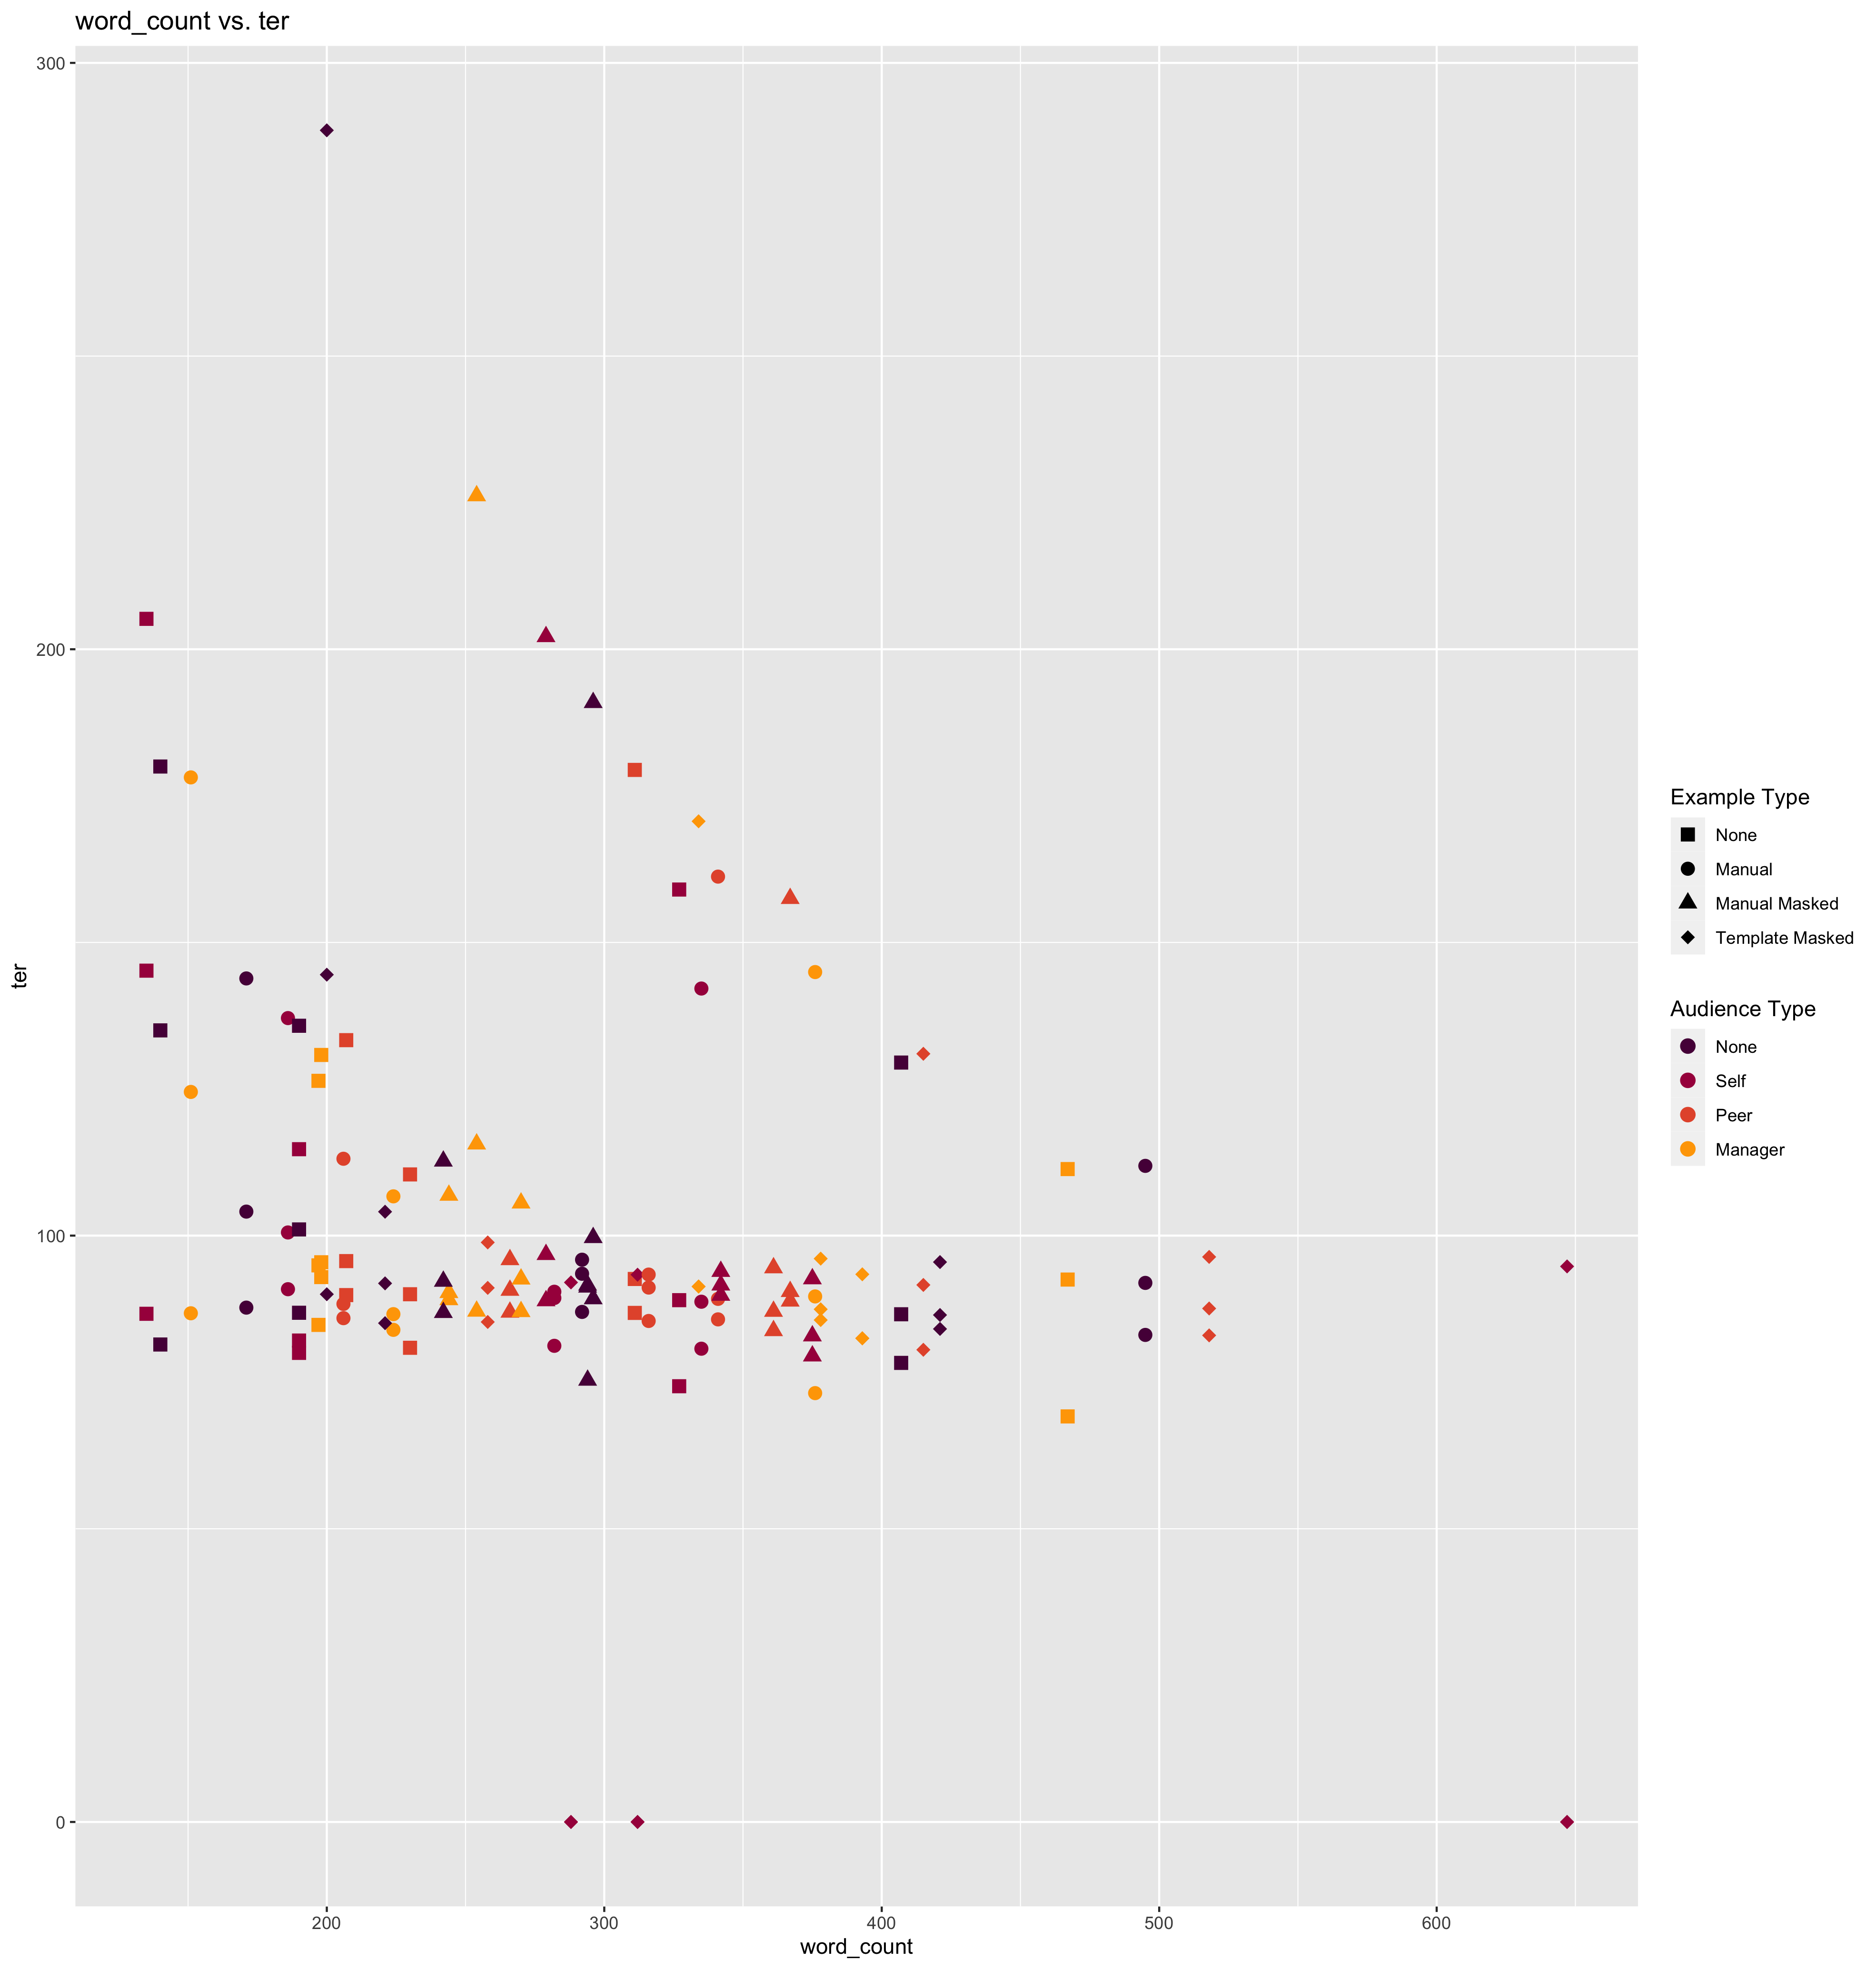 word_count vs. ter
300
200
100
0
ter
200
300
400
500
600
word_count
Example Type
None
Manual
Manual Masked
Template Masked
Audience Type
None
Self
Peer
Manager